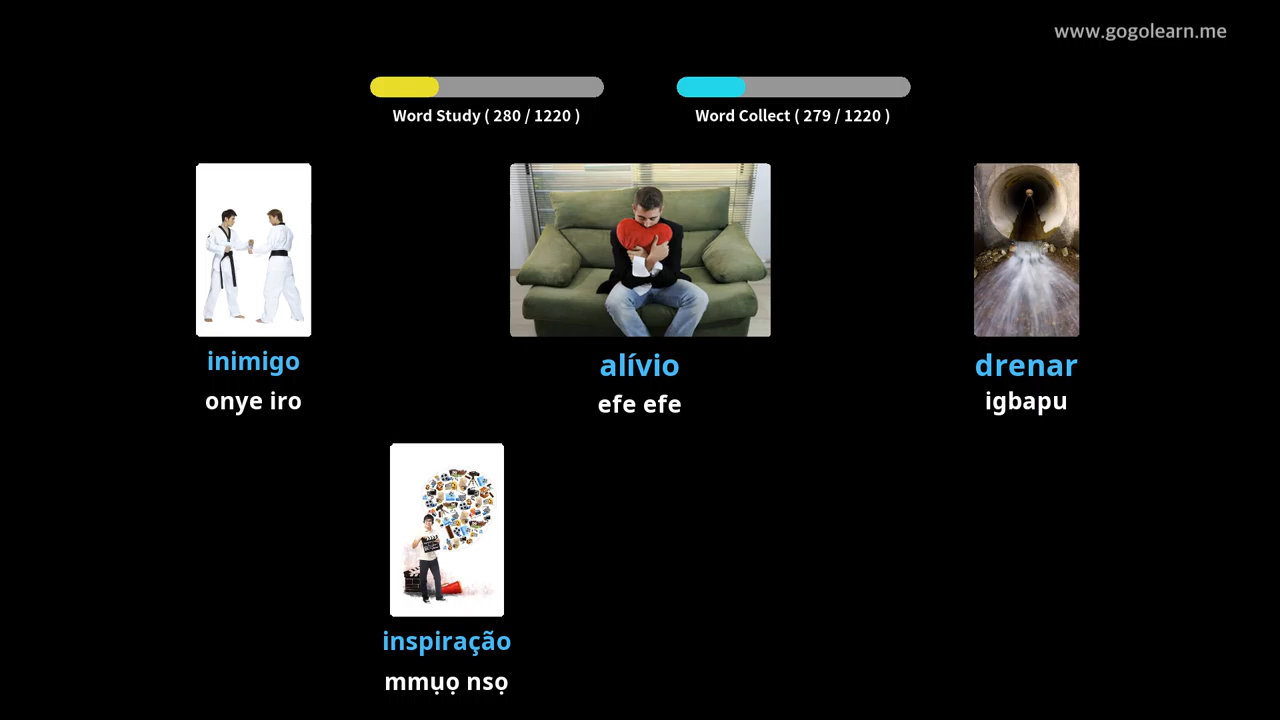 www.gogolearn.me
Word Study ( 280 / 1220 )
Word Collect ( 279 / 1220 )
inimigo
onye iro
alívio
efe efe
drenar
igbapu
inspiração
mmụọ nsọ